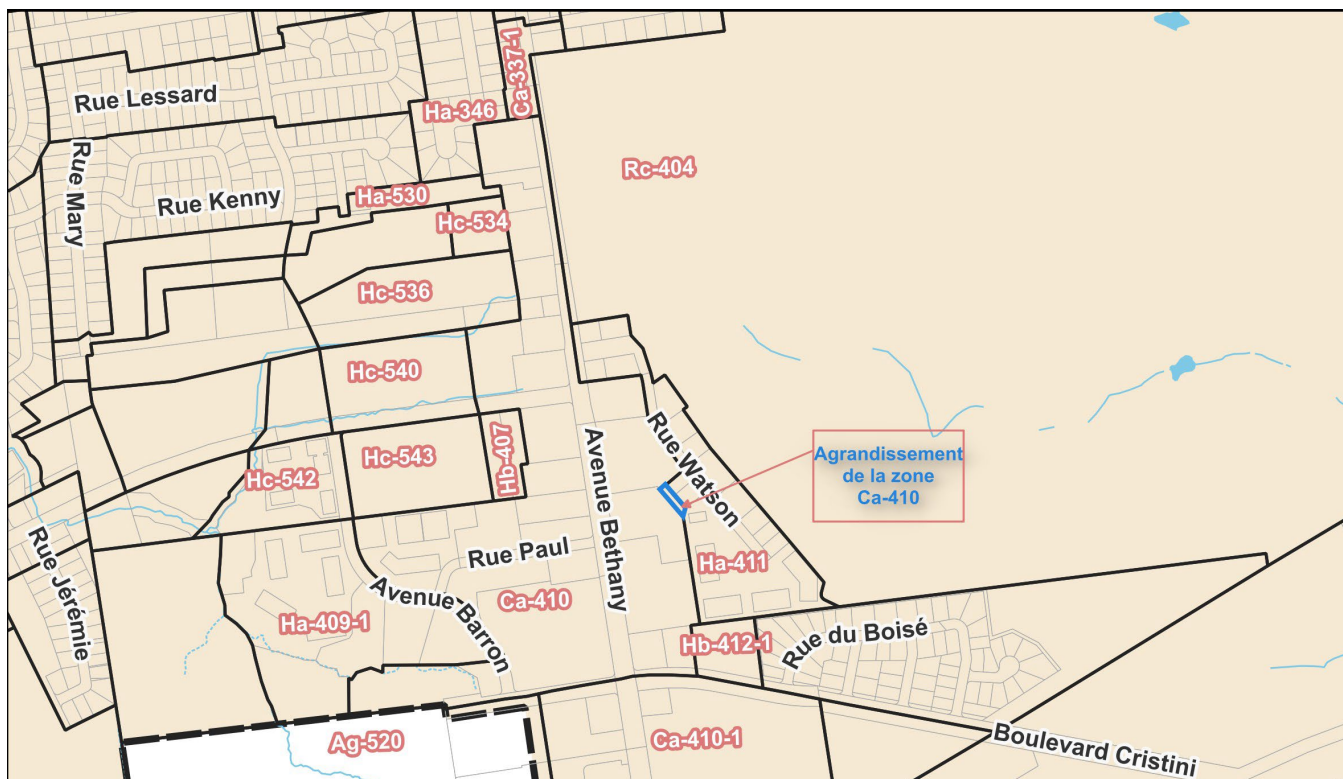 Ca-337-1
Rue Lessard
Ha-346
Rue Mary
Rc-404
Rue Kenny
Ha-530
Hc-534
Hc-536
Hc-540
Rue Watson
Agrandissement
de la zone
Ca-410
Hb-407
Hc-543
Hc-542
Avenue Bethany
Rue Jérémie
Rue Paul
Ha-411
Avenue Barron
Ca-410
Ha-409-1
Hb-412-1
Rue du Boisé
Ag-520
Ca-410-1
Boulevard Cristini